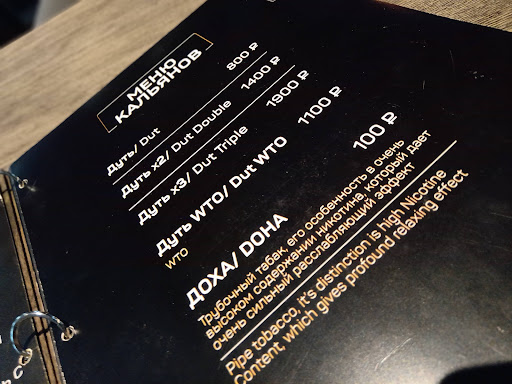 МЕНЮ
КАЛЬЯНОВ
Дуть/ Dut 800 ₽
Дуть x2/ Dut Double 1400 ₽
Дуть x3/ Dut Triple 1900 ₽
Дуть WTO/ Dut WTO 1100 ₽
WTO
ДОХА/ DOHA 100 ₽
Трубочный табак, его особенность в очень
высоком содержании никотина, который дает
очень сильный расслабляющий эффект
Pipe tobacco, it's distinction is high Nicotine
Content, which gives profound relaxing effect